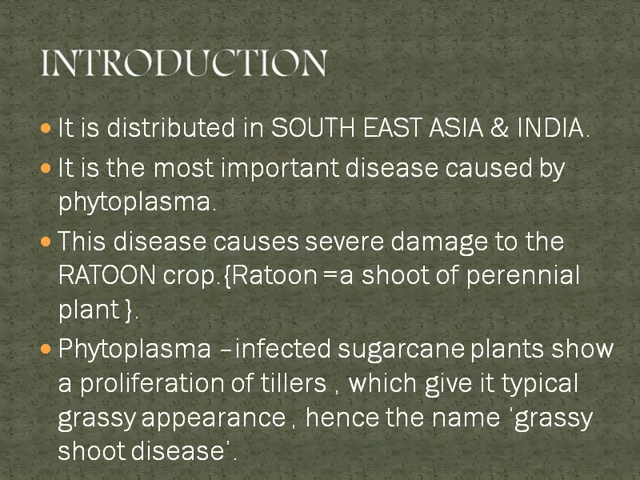 INTRODUCTION
It is distributed in SOUTH EAST ASIA & INDIA.
It is the most important disease caused by
phytoplasma.
This disease causes severe damage to the
RATOON crop.{Ratoon =a shoot of perennial
plant }.
Phytoplasma –infected sugarcane plants show
a proliferation of tillers , which give it typical
grassy appearance , hence the name ‘grassy
shoot disease’.